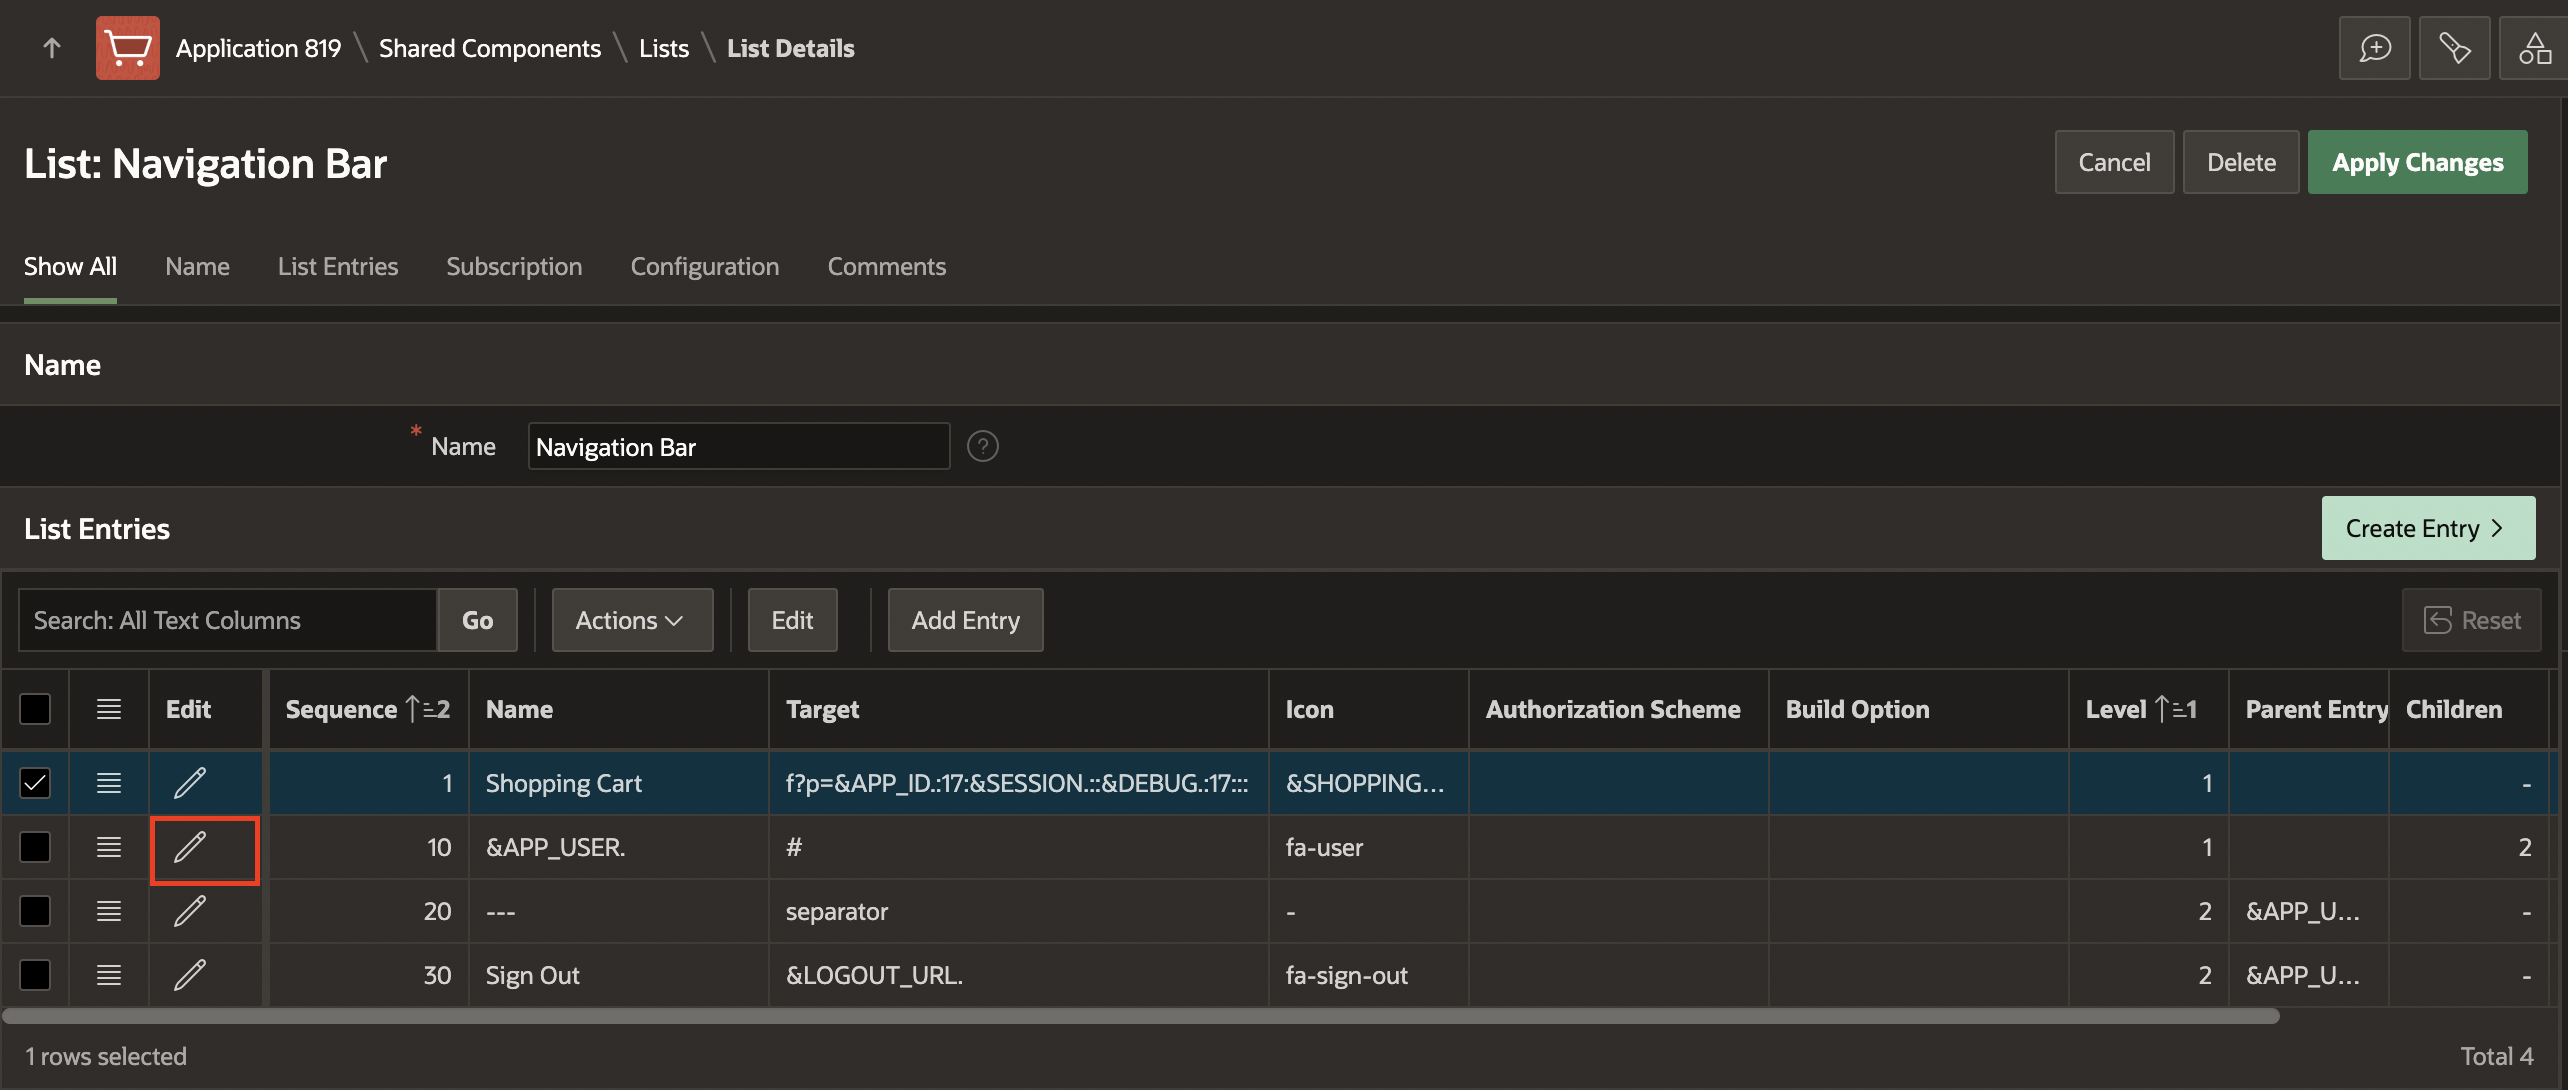 Application 819 \ Shared Components \ Lists \ List Details
List: Navigation Bar
Cancel Delete Apply Changes
Show All Name List Entries Subscription Configuration Comments
Name
* Name Navigation Bar ?
List Entries
Create Entry >
Search: All Text Columns Go Actions Edit Add Entry Reset
Edit Sequence 2 Name Target Icon Authorization Scheme Build Option Level 1 Parent Entry Children
1 Shopping Cart f?p=&APP_ID.:17:&SESSION.::&DEBUG.:17::: &SHOPPING... 1 -
10 &APP_USER. # fa-user 1 2
20 --- separator - 2 &APP_U... -
30 Sign Out &LOGOUT_URL. fa-sign-out 2 &APP_U... -
1 rows selected Total 4